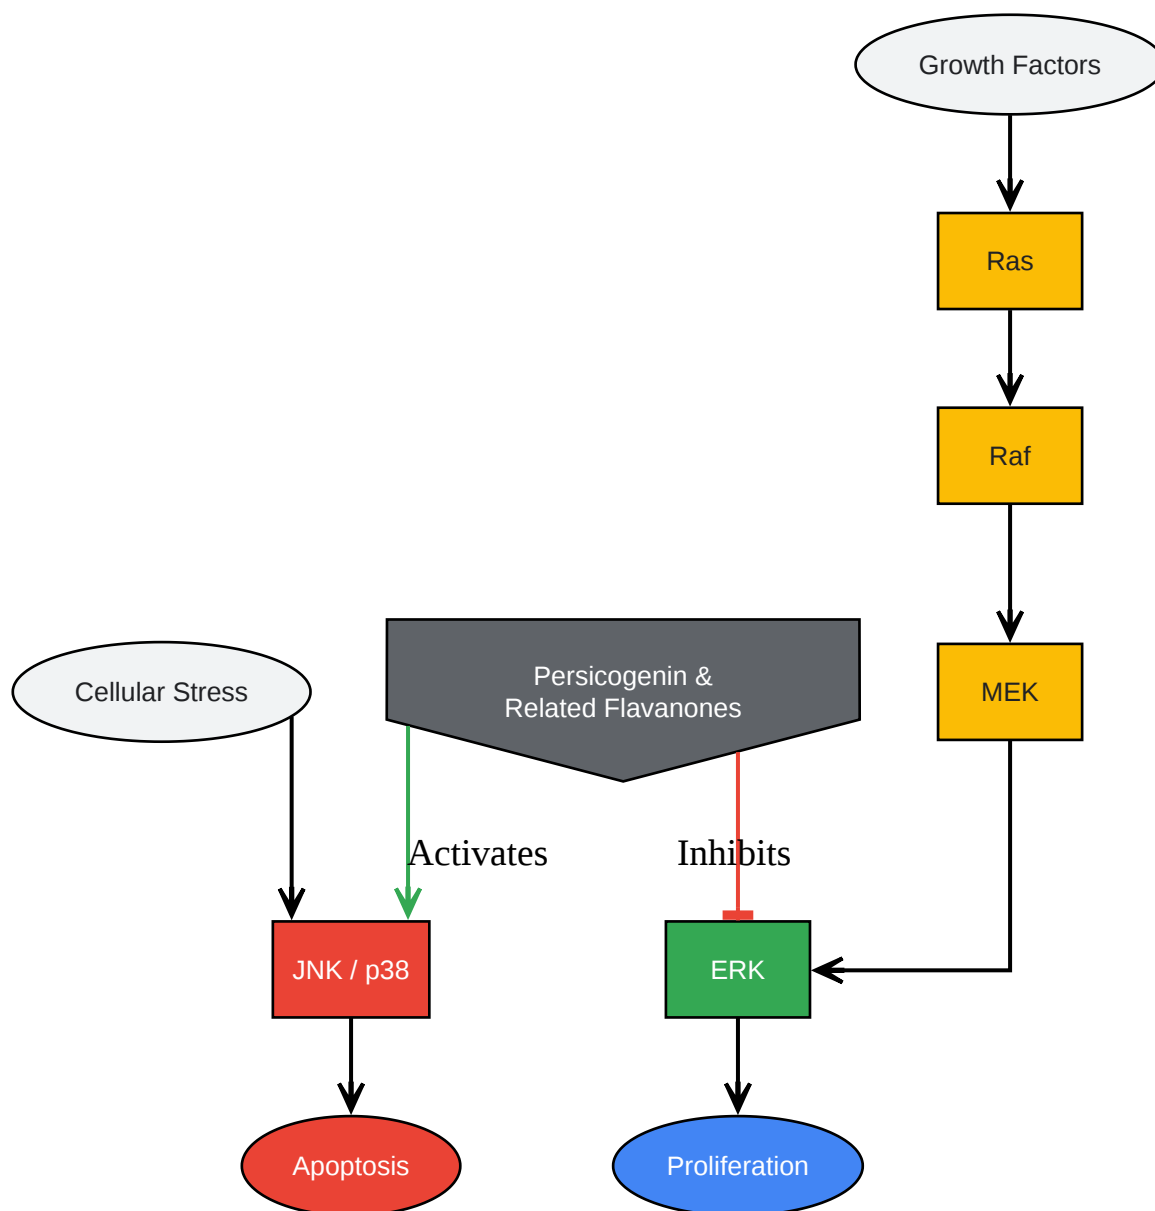 Growth Factors
Ras
Raf
Persicogenin &
Related Flavanones
Cellular Stress
MEK
Activates
Inhibits
JNK / p38
ERK
Apoptosis
Proliferation